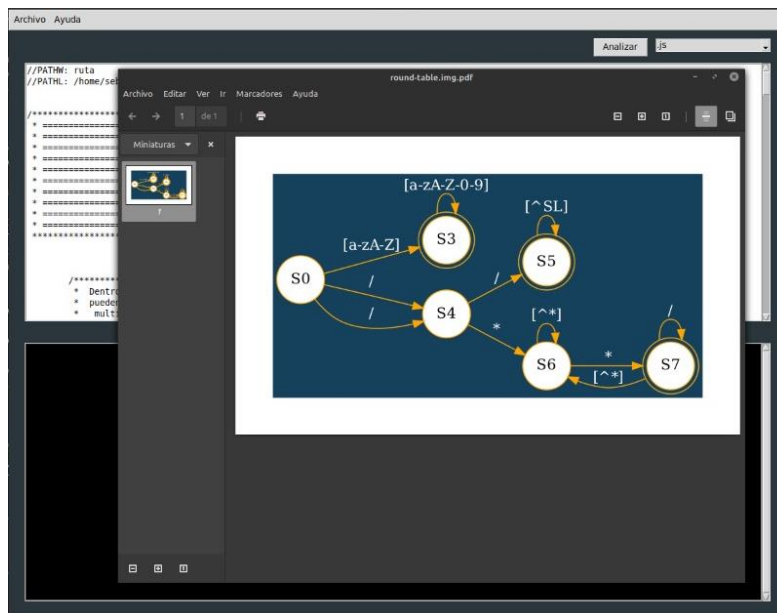 Archivo Ayuda
Analizar
.js
//PATHW: ruta
//PATHL: /home/seb
/********************
* ==================
* ==================
* ==================
* ==================
* ==================
* ==================
* ==================
* ==================
********************
/***********
* Dentro
* pueden
* multi
round-table.img.pdf
Archivo Editar Ver Ir Marcadores Ayuda
1 de 1
Miniaturas
1
[a-zA-Z-0-9]
[^SL]
[a-zA-Z]
S3
S5
S0
/
/
/
S4
[^*]
/
*
S6
*
S7
[^*]